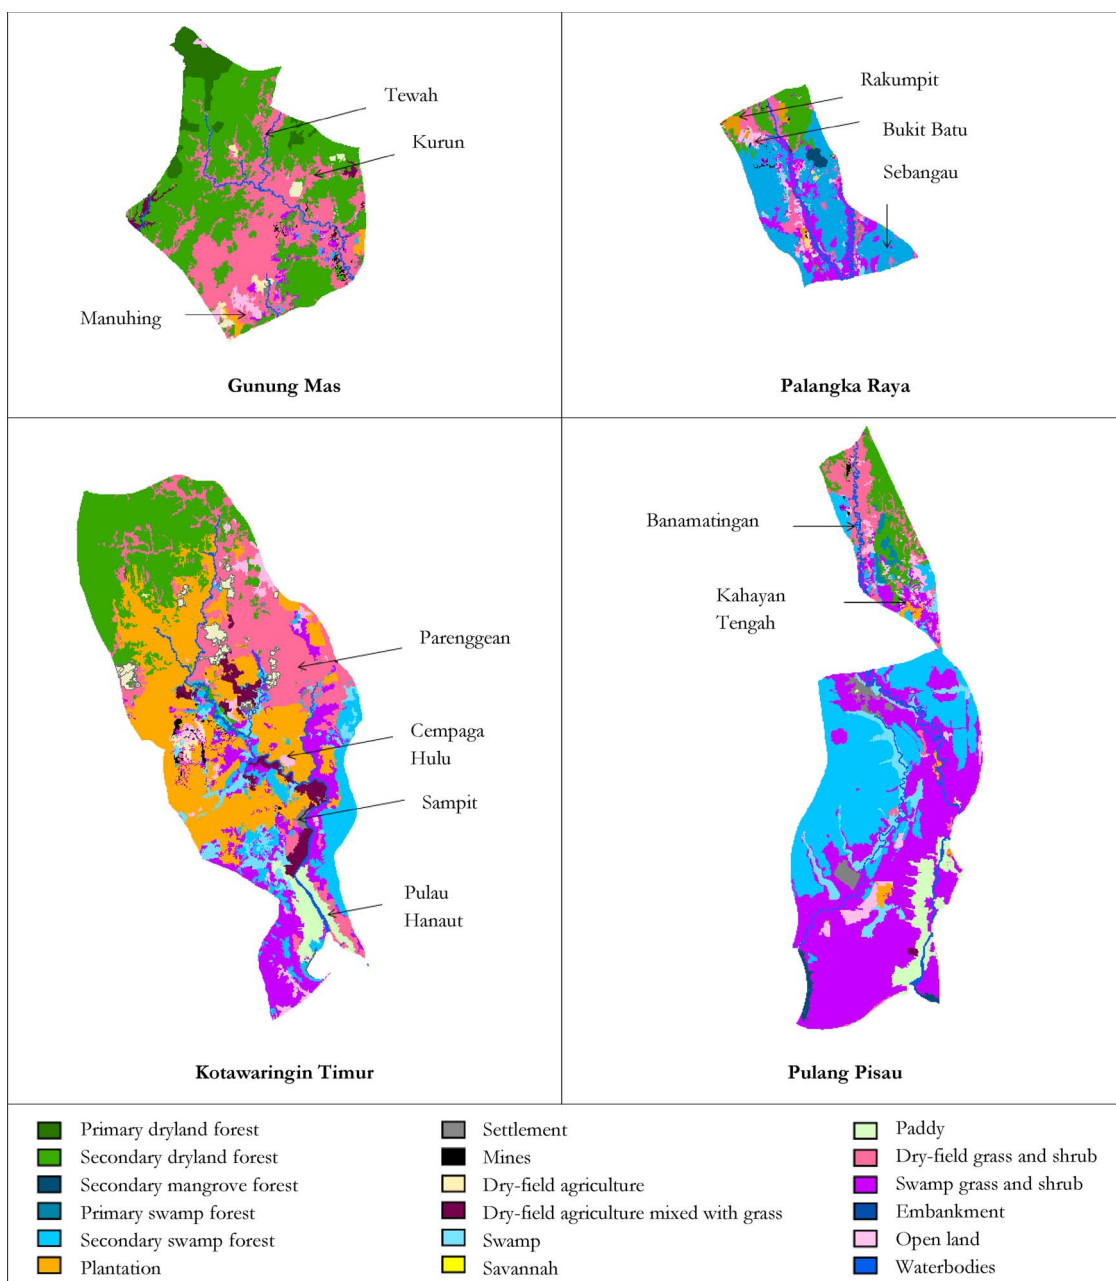 Tewah
Kurun
Manuhing
Gunung Mas
Rakumpit
Bukit Batu
Sebangau
Palangka Raya
Parenggean
Cempaga
Hulu
Sampit
Pulau
Hanaut
Kotawaringin Timur
Banamatingan
Kahayan
Tengah
Pulang Pisau
Primary dryland forest
Secondary dryland forest
Secondary mangrove forest
Primary swamp forest
Secondary swamp forest
Plantation
Settlement
Mines
Dry-field agriculture
Dry-field agriculture mixed with grass
Swamp
Savannah
Paddy
Dry-field grass and shrub
Swamp grass and shrub
Embankment
Open land
Waterbodies